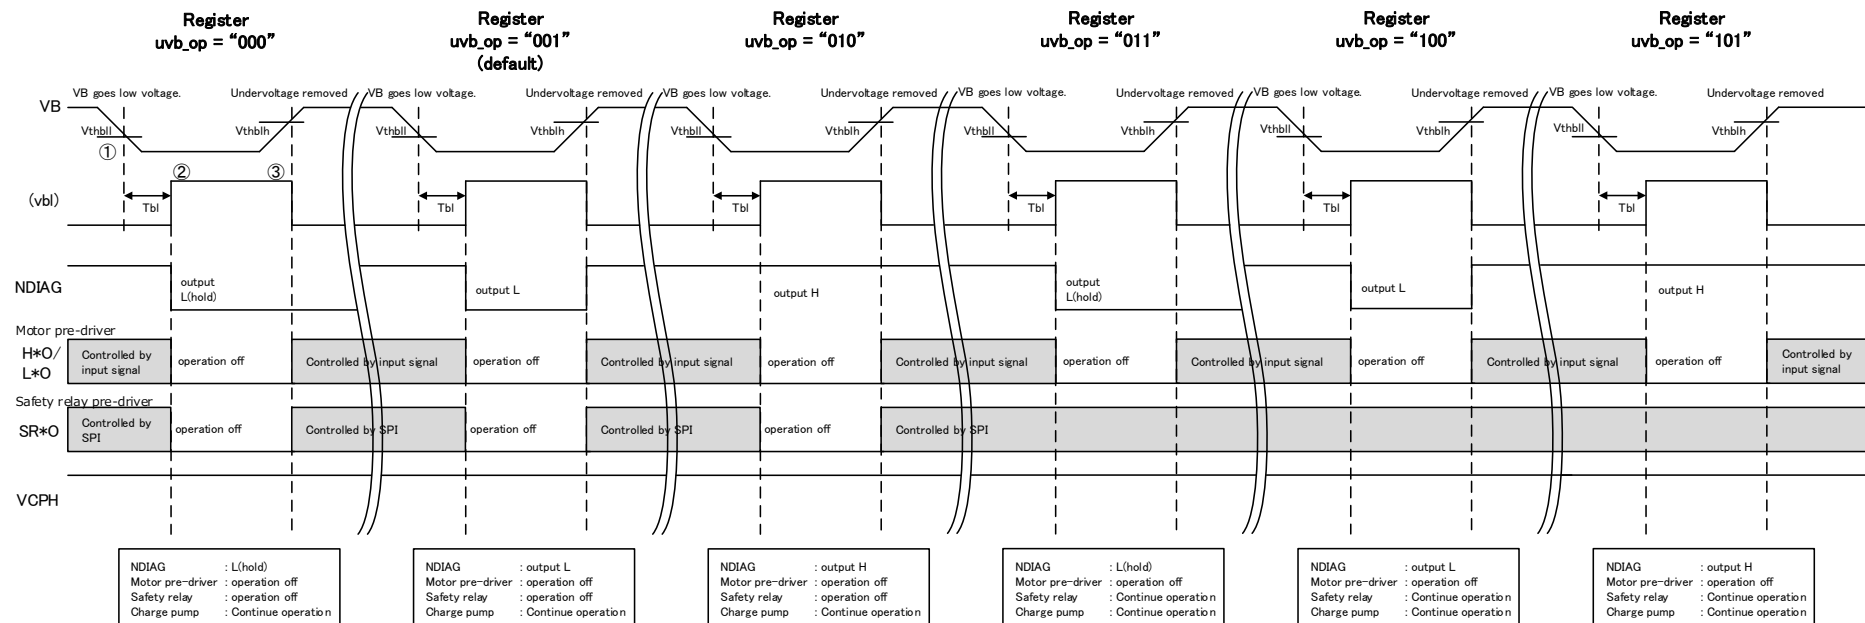 Register
uvb_op = “000”
Register
uvb_op = “001”
(default)
Register
uvb_op = “010”
Register
uvb_op = “011”
Register
uvb_op = “100”
Register
uvb_op = “101”
VB goes low voltage. Undervoltage removed VB goes low voltage. Undervoltage removed VB goes low voltage. Undervoltage removed VB goes low voltage. Undervoltage removed VB goes low voltage. Undervoltage removed VB goes low voltage. Undervoltage removed
VB
Vthbll Vthblh Vthbll Vthblh Vthbll Vthblh Vthbll Vthblh Vthbll Vthblh Vthbll Vthblh
①
② ③
(vbl)
Tbl Tbl Tbl Tbl Tbl Tbl
NDIAG
output
L(hold)
output L
output H
output
L(hold)
output L
output H
Motor pre-driver
H*O/
L*O
Controlled by
input signal
operation off
Controlled by input signal
operation off
Controlled by input signal
operation off
Controlled by input signal
operation off
Controlled by input signal
operation off
Controlled by input signal
operation off
Controlled by
input signal
Safety relay pre-driver
SR*O
Controlled by
SPI
operation off
Controlled by SPI
operation off
Controlled by SPI
operation off
Controlled by SPI
VCPH
NDIAG : L(hold)
Motor pre-driver : operation off
Safety relay : operation off
Charge pump : Continue operation
NDIAG : output L
Motor pre-driver : operation off
Safety relay : operation off
Charge pump : Continue operation
NDIAG : output H
Motor pre-driver : operation off
Safety relay : operation off
Charge pump : Continue operation
NDIAG : L(hold)
Motor pre-driver : operation off
Safety relay : Continue operation
Charge pump : Continue operation
NDIAG : output L
Motor pre-driver : operation off
Safety relay : Continue operation
Charge pump : Continue operation
NDIAG : output H
Motor pre-driver : operation off
Safety relay : Continue operation
Charge pump : Continue operation